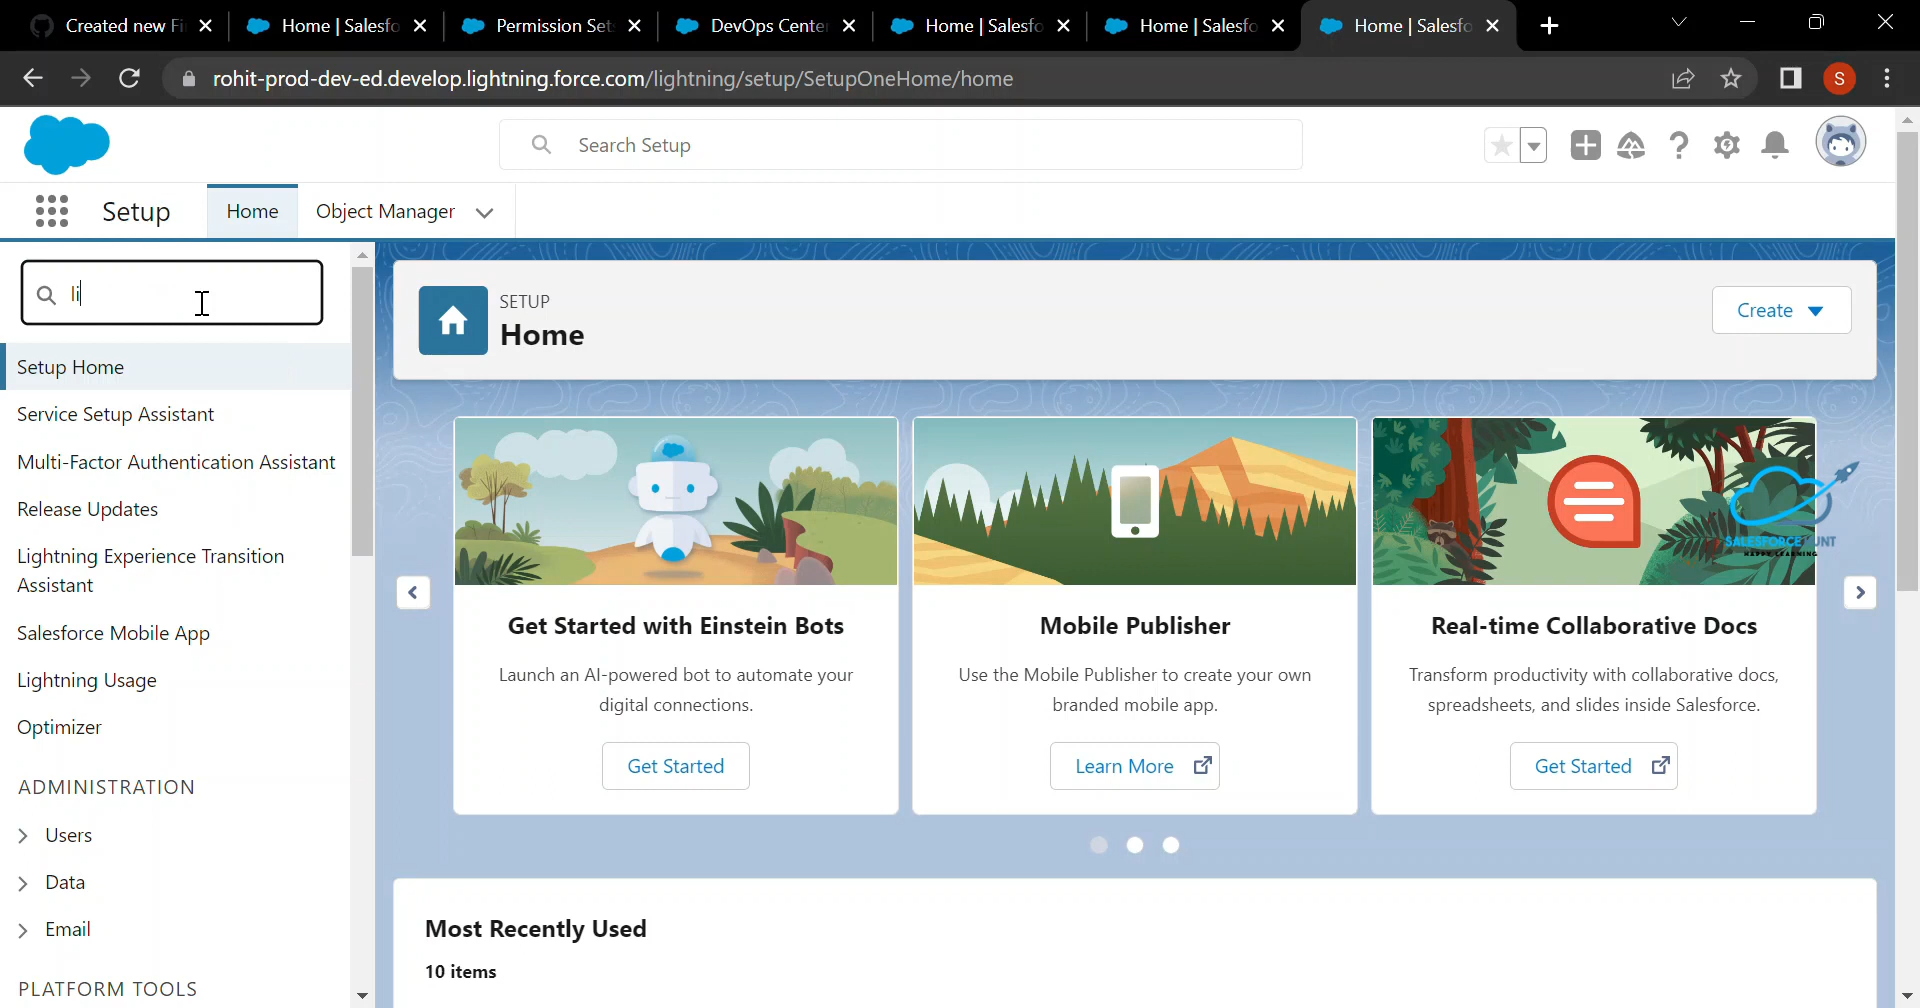 Created new Fi
Home | Salesfo
Permission Set
DevOps Center
Home | Salesfo
Home | Salesfo
Home | Salesfo
rohit-prod-dev-ed.develop.lightning.force.com/lightning/setup/SetupOneHome/home
S
Search Setup
Setup
Home
Object Manager
li
Setup Home
Service Setup Assistant
Multi-Factor Authentication Assistant
Release Updates
Lightning Experience Transition
Assistant
Salesforce Mobile App
Lightning Usage
Optimizer
ADMINISTRATION
Users
Data
Email
PLATFORM TOOLS
SETUP
Home
Create
Get Started with Einstein Bots
Launch an AI-powered bot to automate your
digital connections.
Get Started
Mobile Publisher
Use the Mobile Publisher to create your own
branded mobile app.
Learn More
SALESFORCE UNT
HAPPY LEARNING
Real-time Collaborative Docs
Transform productivity with collaborative docs,
spreadsheets, and slides inside Salesforce.
Get Started
Most Recently Used
10 items